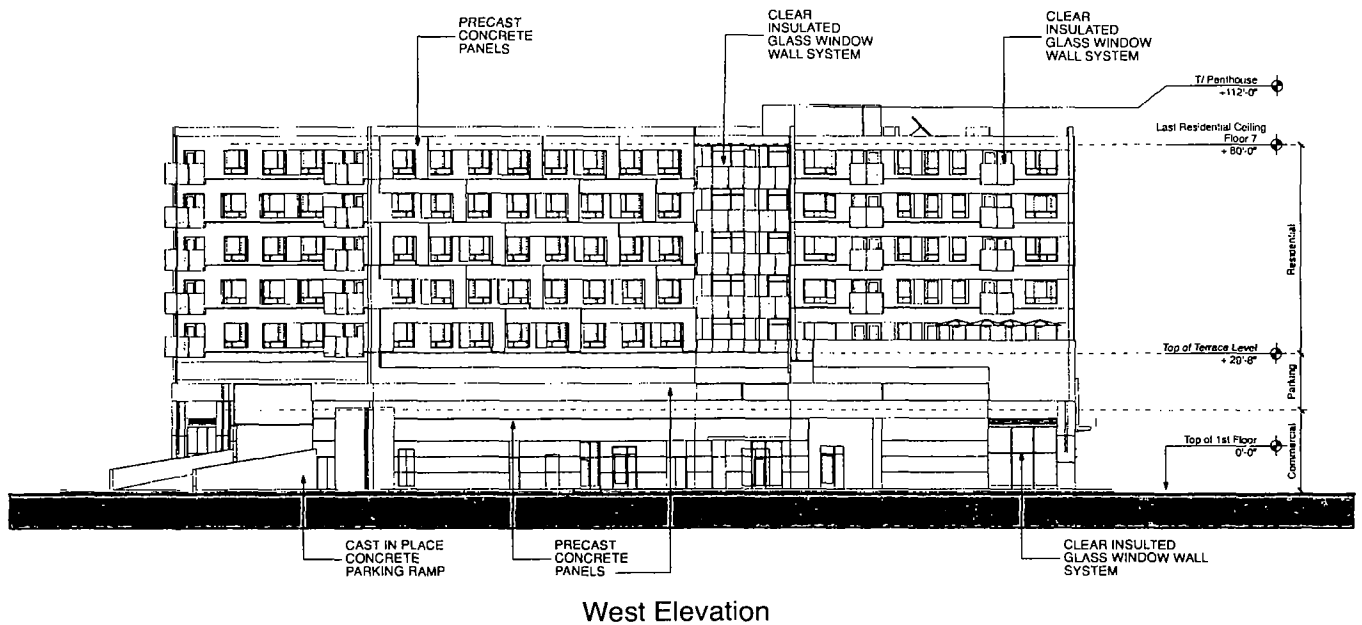 PRECAST
CONCRETE
PANELS
CLEAR
INSULATED
GLASS WINDOW
WALL SYSTEM
CLEAR
INSULATED
GLASS WINDOW
WALL SYSTEM
T/ Penthouse
+112'-0"
Last Residential Ceiling
Floor 7
+ 80'-0"
Residential
Top of Terrace Level
+ 20'-8"
Parking
Top of 1st Floor
0'-0"
Commercial
CAST IN PLACE
CONCRETE
PARKING RAMP
PRECAST
CONCRETE
PANELS
CLEAR INSULTED
GLASS WINDOW WALL
SYSTEM
West Elevation